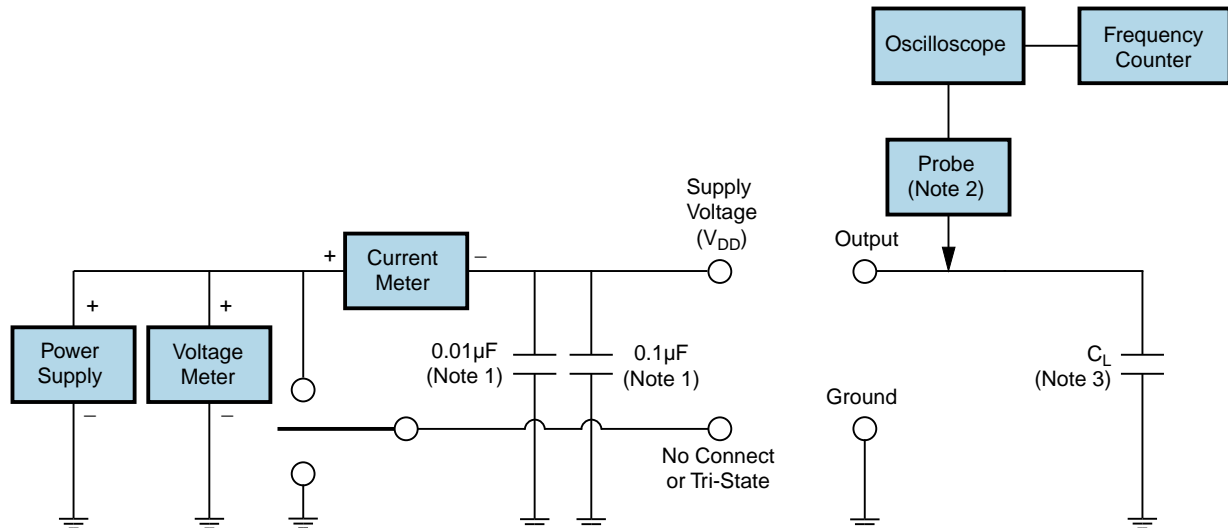 Oscilloscope
Frequency
Counter
Probe
(Note 2)
Supply
Voltage
(VDD)
Output
+
Current
Meter
–
+
+
Power
Supply
Voltage
Meter
–
–
0.01µF
(Note 1)
0.1µF
(Note 1)
CL
(Note 3)
Ground
No Connect
or Tri-State